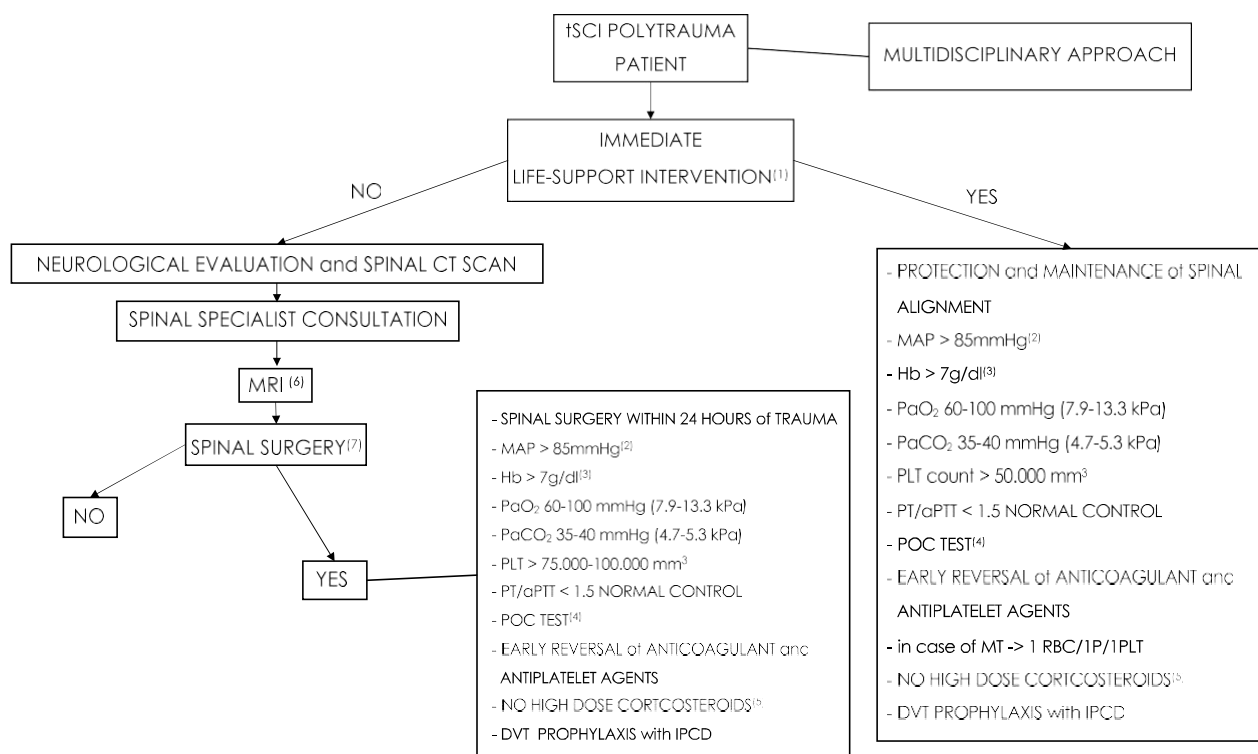 tSCI POLYTRAUMA
PATIENT
MULTIDISCIPLINARY APPROACH
IMMEDIATE
LIFE-SUPPORT INTERVENTION(1)
NO
YES
NEUROLOGICAL EVALUATION and SPINAL CT SCAN
SPINAL SPECIALIST CONSULTATION
MRI (6)
SPINAL SURGERY(7)
NO
YES
- SPINAL SURGERY WITHIN 24 HOURS of TRAUMA
- MAP > 85mmHg(2)
- Hb > 7g/dl(3)
- PaO2 60-100 mmHg (7.9-13.3 kPa)
- PaCO2 35-40 mmHg (4.7-5.3 kPa)
- PLT > 75.000-100.000 mm3
- PT/aPTT < 1.5 NORMAL CONTROL
- POC TEST(4)
- EARLY REVERSAL of ANTICOAGULANT and
ANTIPLATELET AGENTS
- NO HIGH DOSE CORTCOSTEROIDS(5)
- DVT PROPHYLAXIS with IPCD
- PROTECTION and MAINTENANCE of SPINAL
ALIGNMENT
- MAP > 85mmHg(2)
- Hb > 7g/dl(3)
- PaO2 60-100 mmHg (7.9-13.3 kPa)
- PaCO2 35-40 mmHg (4.7-5.3 kPa)
- PLT count > 50.000 mm3
- PT/aPTT < 1.5 NORMAL CONTROL
- POC TEST(4)
- EARLY REVERSAL of ANTICOAGULANT and
ANTIPLATELET AGENTS
- in case of MT -> 1 RBC/1P/1PLT
- NO HIGH DOSE CORTCOSTEROIDS(5)
- DVT PROPHYLAXIS with IPCD